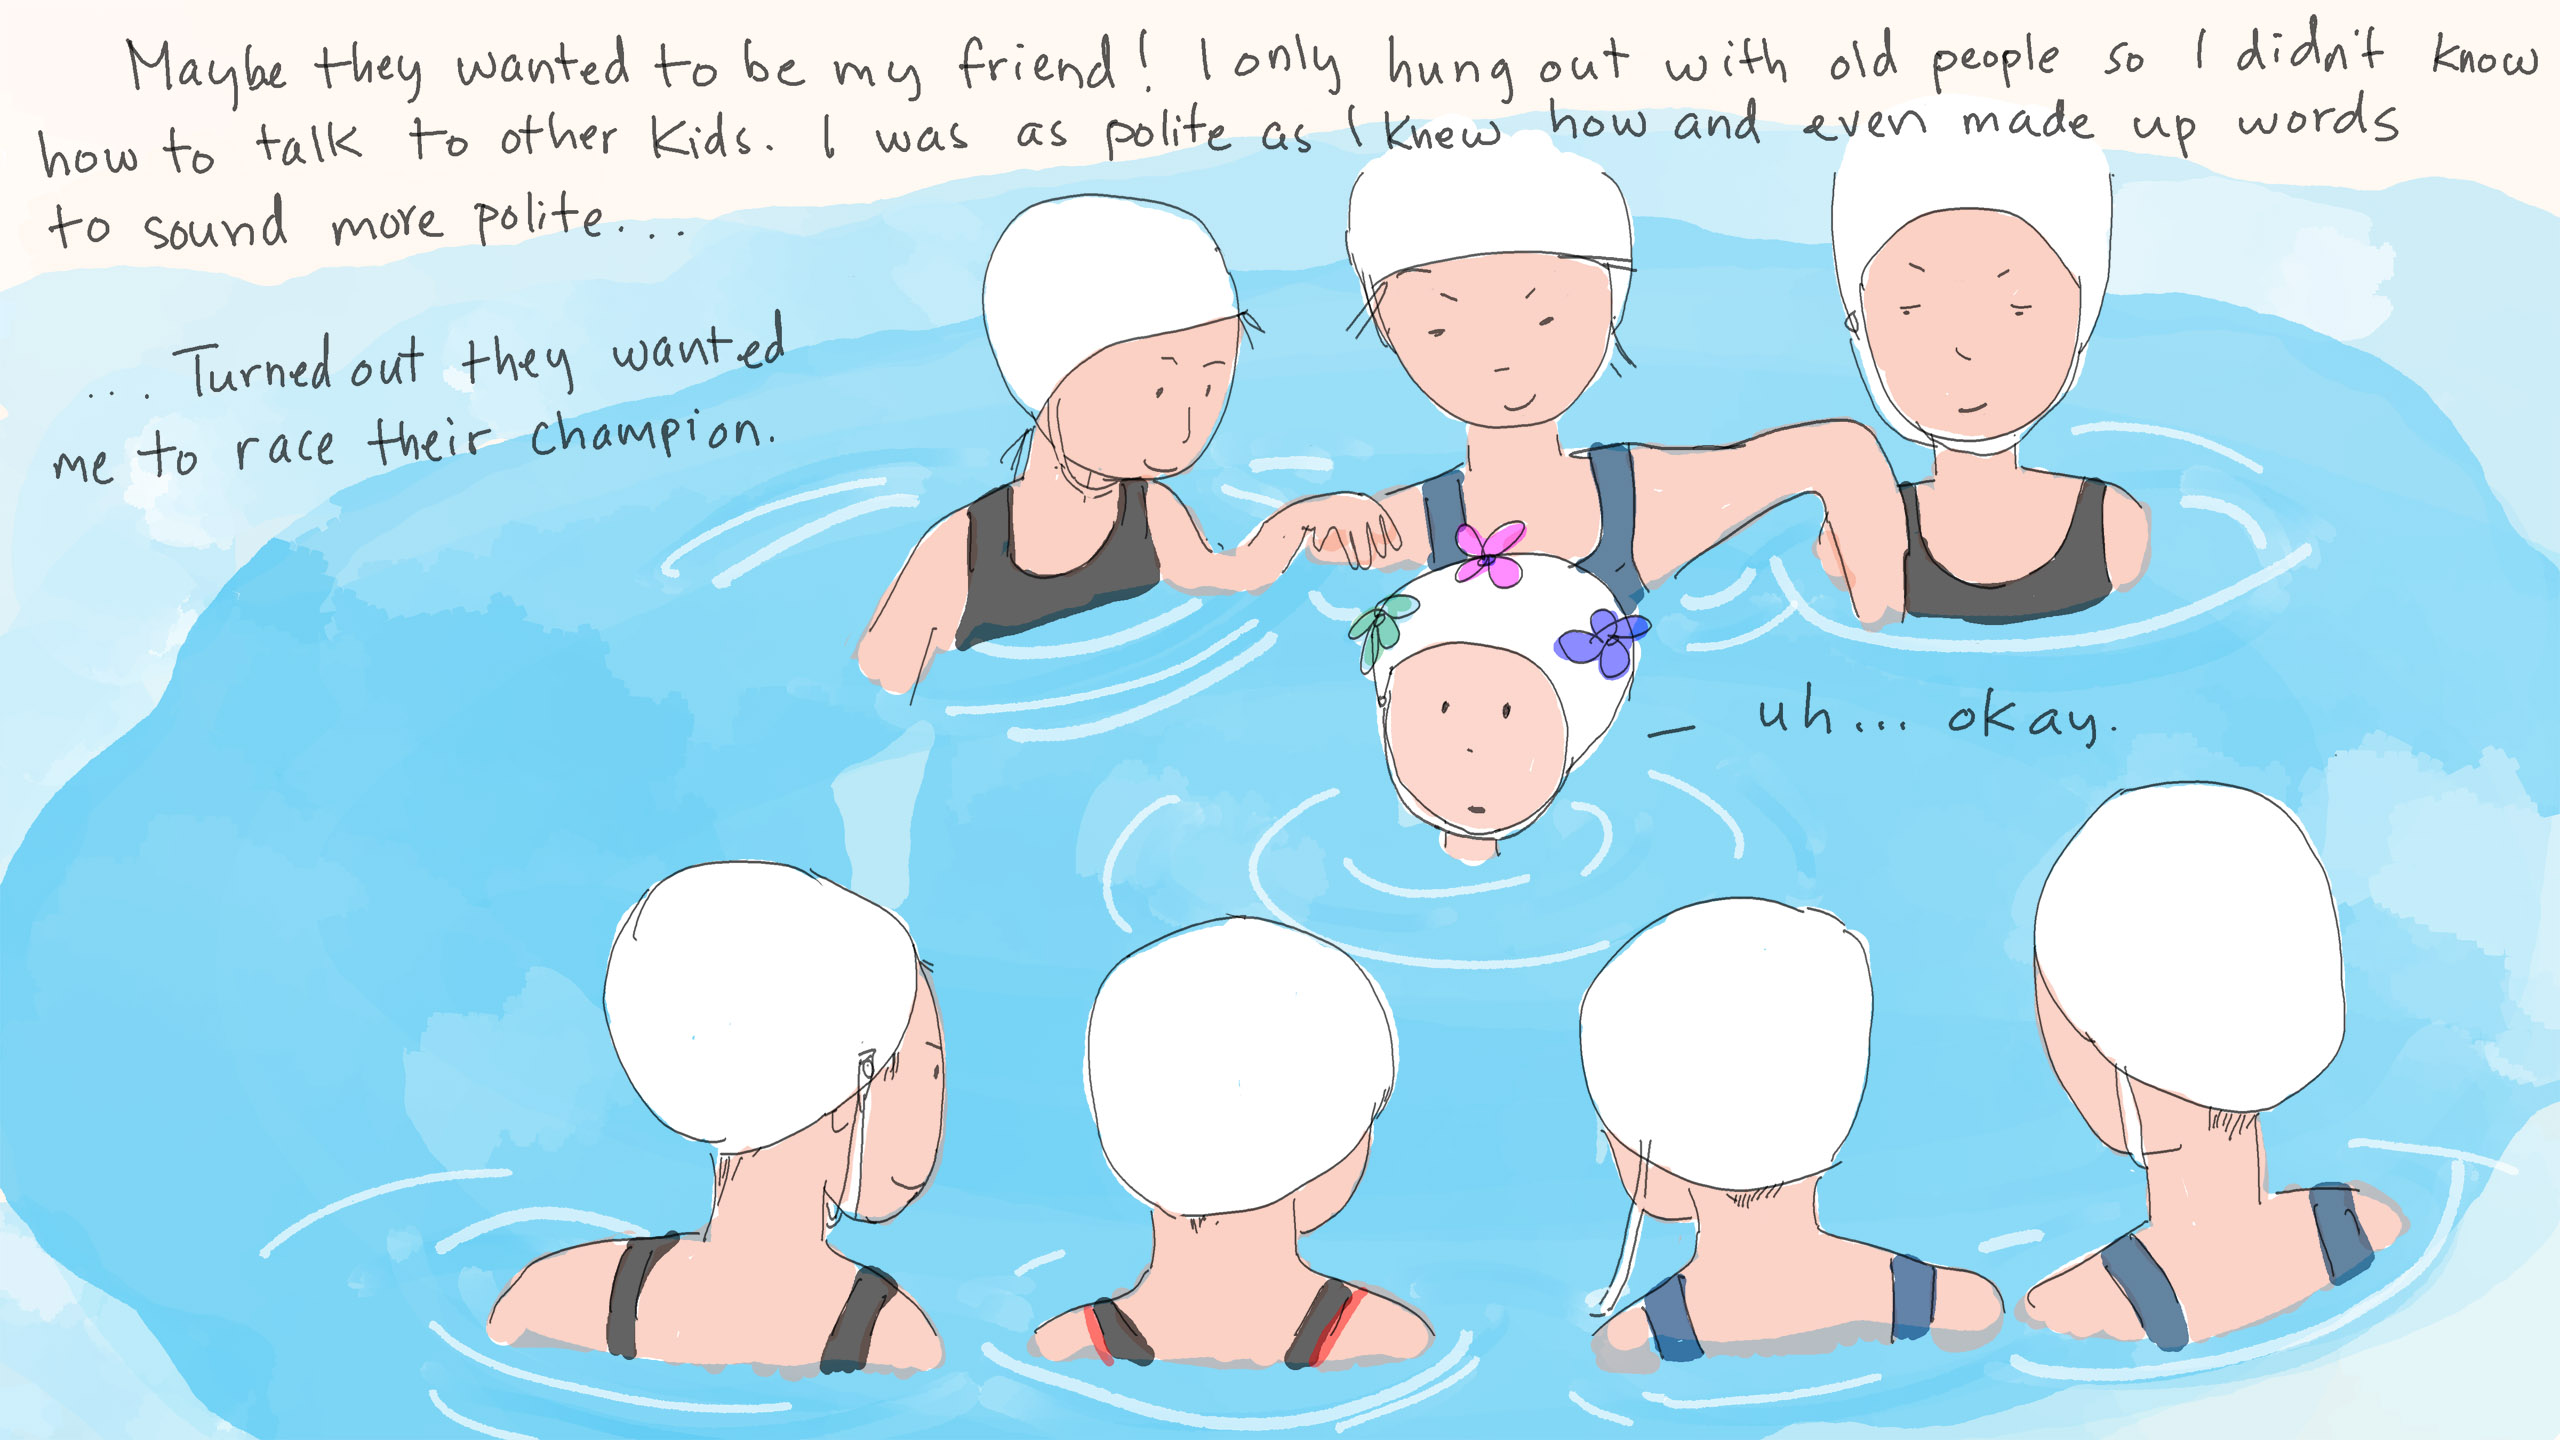 Maybe they wanted to be my friend! I only hung out with old people so I didn't know
how to talk to other kids. I was as polite as I knew how and even made up words
to sound more polite...
... Turned out they wanted
me to race their champion.
– uh... okay.